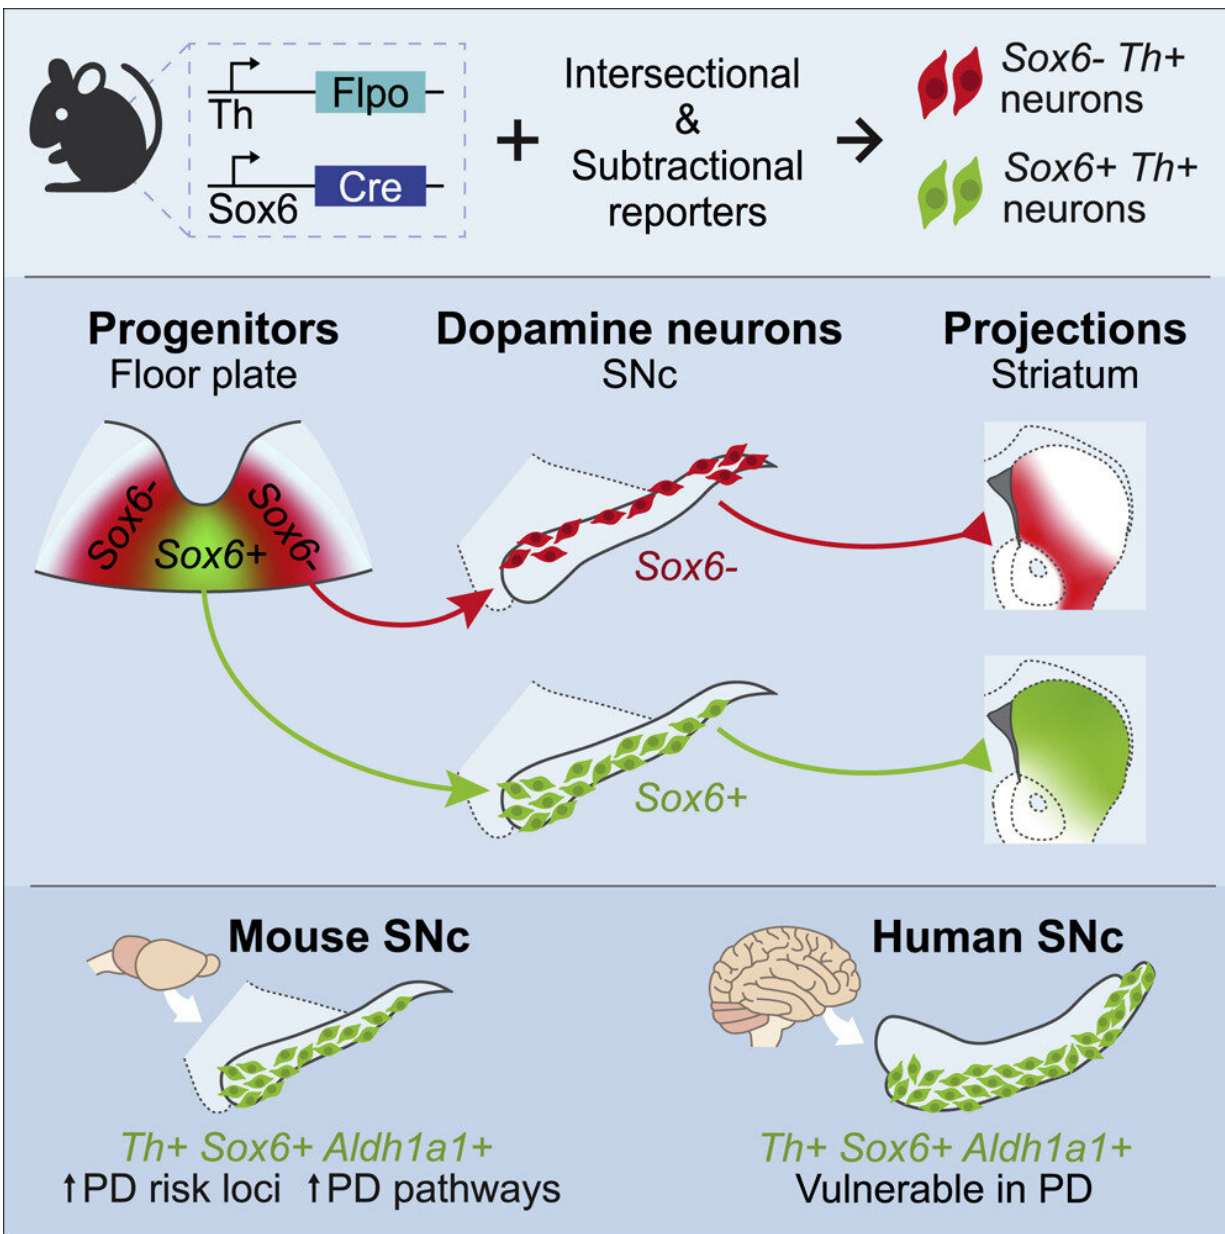 Th
Flpo
Sox6
Cre
+
Intersectional
&
Subtractional
reporters
Sox6- Th+
neurons
Sox6+ Th+
neurons
Progenitors
Floor plate
Dopamine neurons
SNc
Projections
Striatum
Sox6-
Sox6+
Sox6-
Sox6-
Sox6+
Mouse SNc
Th+ Sox6+ Aldh1a1+
↑PD risk loci ↑PD pathways
Human SNc
Th+ Sox6+ Aldh1a1+
Vulnerable in PD